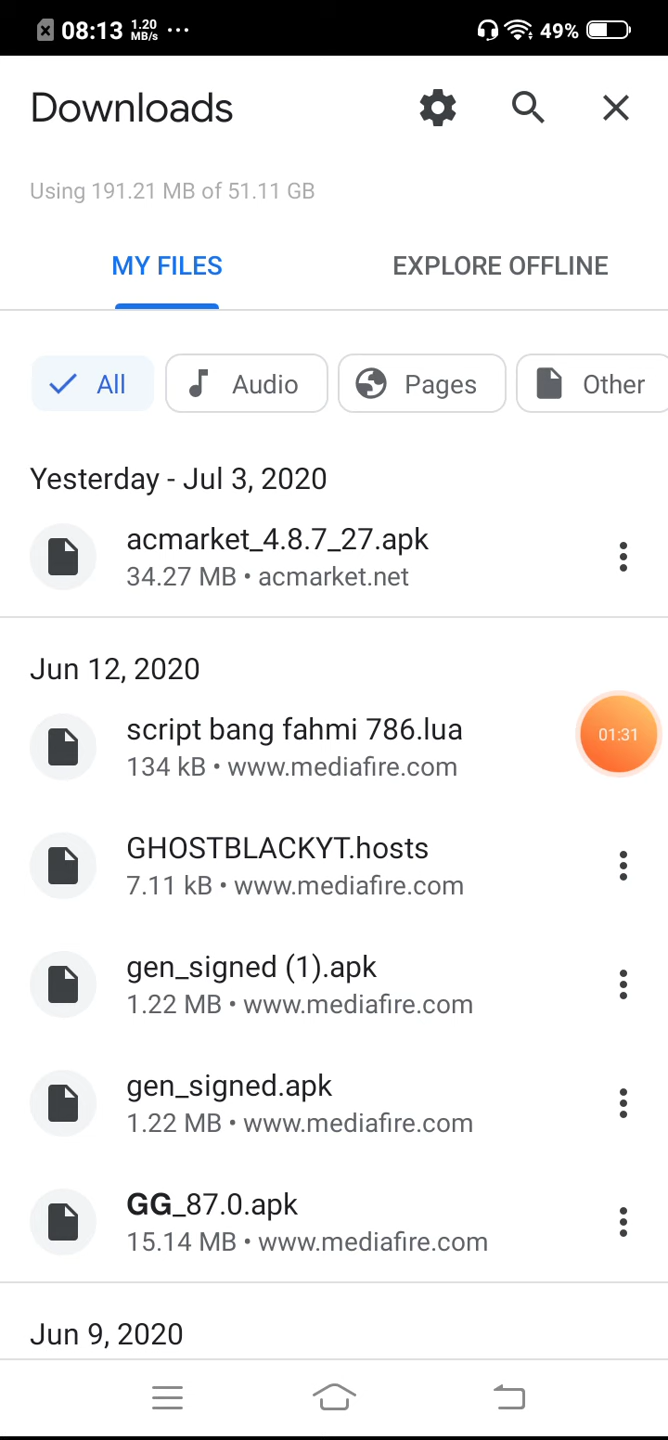 08:13 1.20 MB/s ... 49%
Downloads
Using 191.21 MB of 51.11 GB
MY FILES EXPLORE OFFLINE
All Audio Pages Other
Yesterday - Jul 3, 2020
acmarket_4.8.7_27.apk
34.27 MB • acmarket.net
Jun 12, 2020
script bang fahmi 786.lua
134 kB • www.mediafire.com
01:31
GHOSTBLACKYT.hosts
7.11 kB • www.mediafire.com
gen_signed (1).apk
1.22 MB • www.mediafire.com
gen_signed.apk
1.22 MB • www.mediafire.com
GG_87.0.apk
15.14 MB • www.mediafire.com
Jun 9, 2020